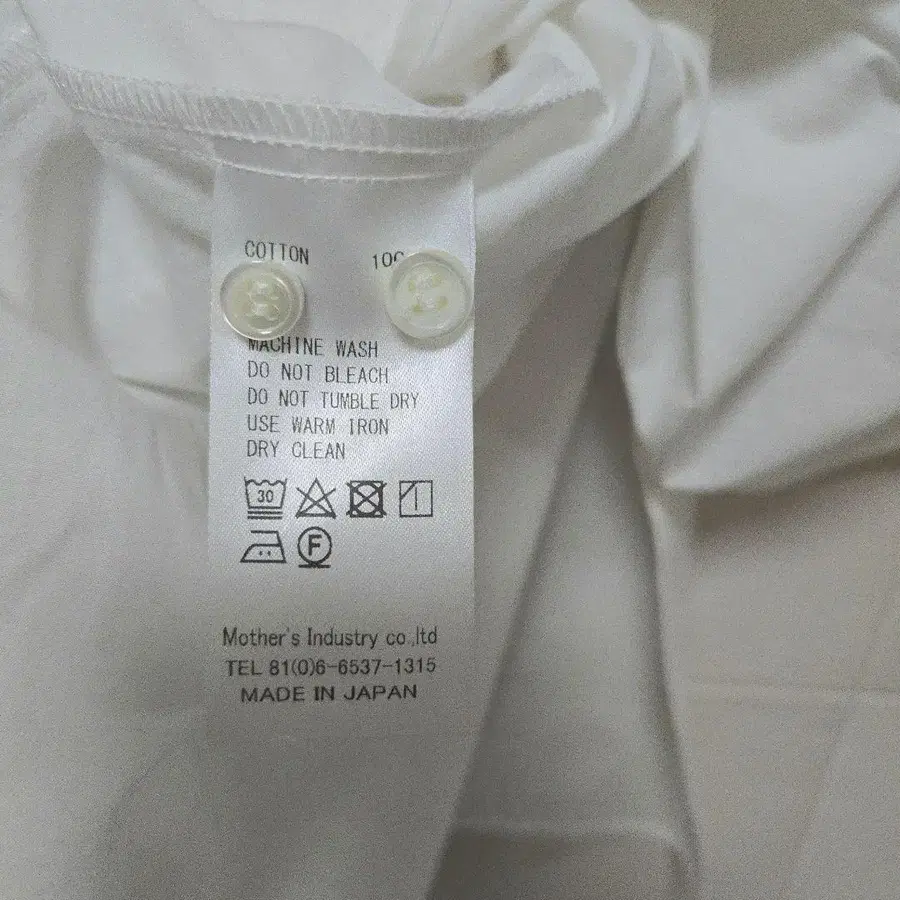 COTTON
MACHINE WASH
DO NOT BLEACH
DO NOT TUMBLE DRY
USE WARM IRON
DRY CLEAN
30
F
Mother's Industry co.,ltd
TEL 81(0)6-6537-1315
MADE IN JAPAN